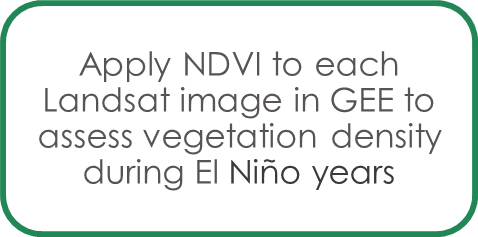 Apply NDVI to each
Landsat image in GEE to
assess vegetation density
during El Niño years